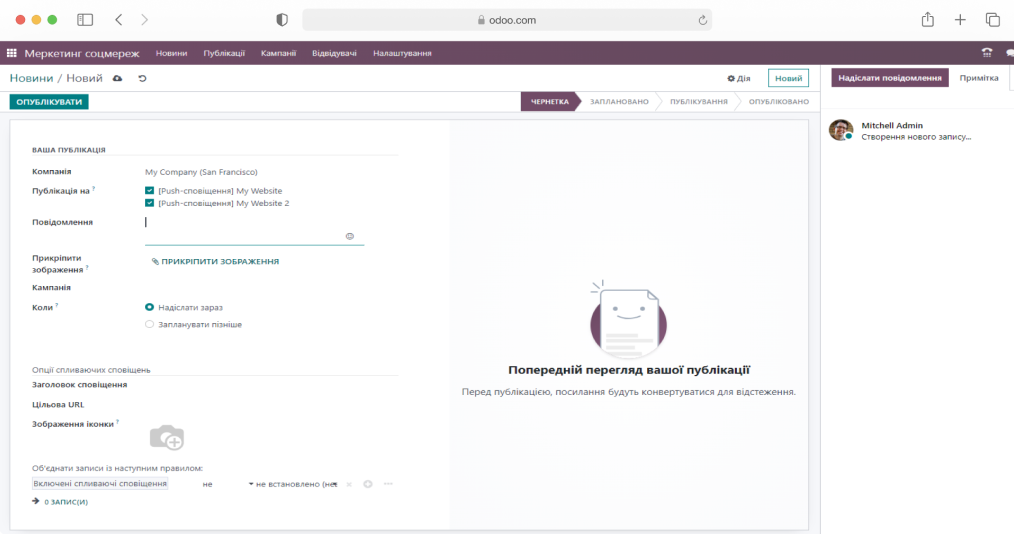 odoo.com
Меркетинг соцмереж Новини Публікації Кампанії Відвідувачі Налаштування
Новини / Новий Дія Новий Надіслати повідомлення Примітка
ОПУБЛІКУВАТИ ЧЕРНЕТКА ЗАПЛАНОВАНО ПУБЛІКУВАННЯ ОПУБЛІКОВАНО
Mitchell Admin
Створення нового запису...
ВАША ПУБЛІКАЦІЯ
Компанія My Company (San Francisco)
Публікація на ? [Push-сповіщення] My Website
[Push-сповіщення] My Website 2
Повідомлення
Прикріпити зображення ? ПРИКРІПИТИ ЗОБРАЖЕННЯ
Кампанія
Коли ? Надіслати зараз
Запланувати пізніше
Опції спливаючих сповіщень
Заголовок сповіщення
Цільова URL
Зображення іконки ?
Об'єднати записи із наступним правилом:
Включені спливаючі сповіщення не не встановлено (не
0 ЗАПИС(И)
Попередній перегляд вашої публікації
Перед публікацією, посилання будуть конвертуватися для відстеження.